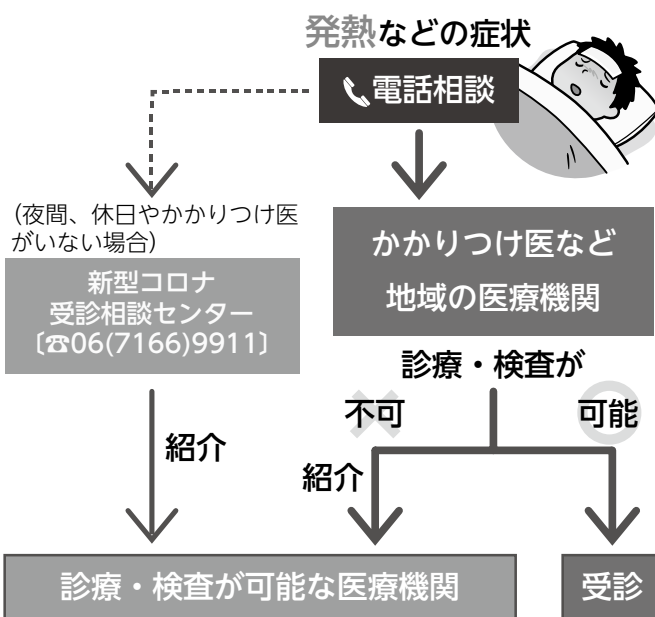 発熱などの症状
電話相談
(夜間、休日やかかりつけ医
がいない場合)
新型コロナ
受診相談センター
〔☎06(7166)9911〕
かかりつけ医など
地域の医療機関
診療・検査が
不可
可能
紹介
紹介
診療・検査が可能な医療機関
受診